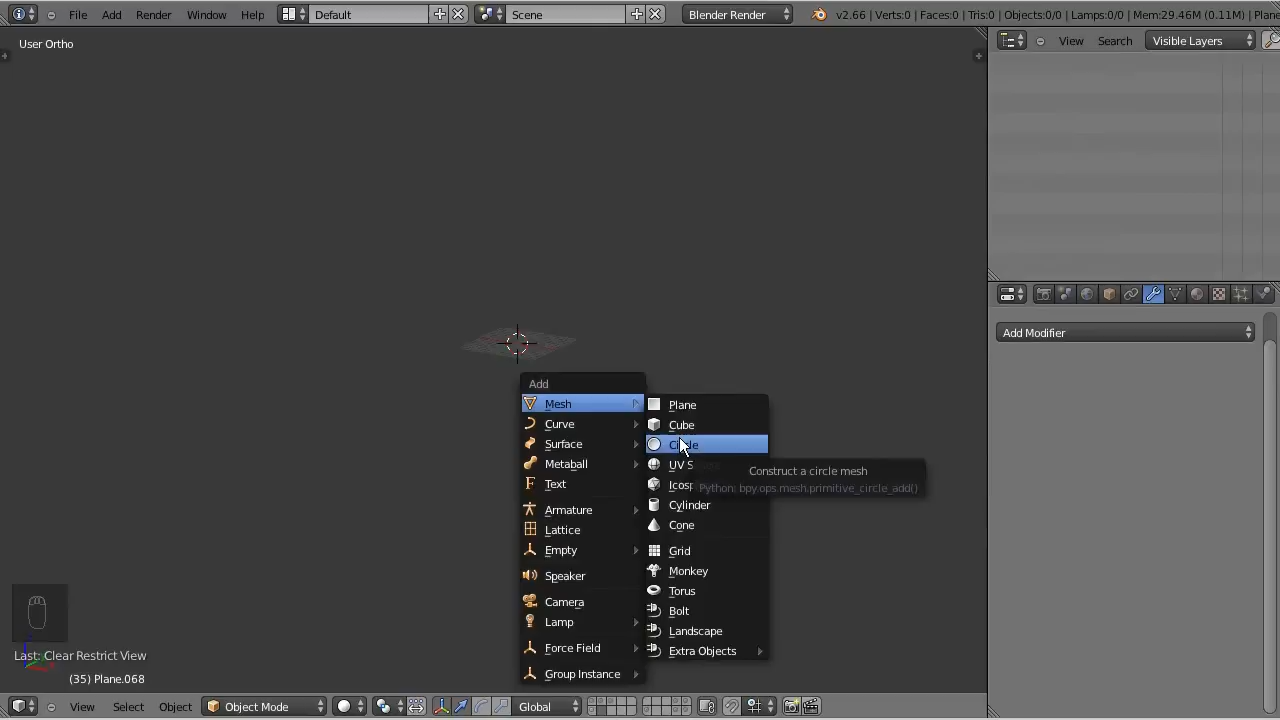 File Add Render Window Help Default Scene Blender Render v2.66 | Verts:0 | Faces:0 | Tris:0 | Objects:0/0 | Lamps:0/0 | Mem:29.46M (0.11M) |
User Ortho
View Search Visible Layers
Add Modifier
Add
Mesh
Curve
Surface
Metaball
Text
Armature
Lattice
Empty
Speaker
Camera
Lamp
Force Field
Group Instance
Plane
Cube
Circle
UV S
Icosp
Cylinder
Cone
Grid
Monkey
Torus
Bolt
Landscape
Extra Objects
Construct a circle mesh
Python: bpy.ops.mesh.primitive_circle_add()
Last: Clear Restrict View
(35) Plane.068
View Select Object Object Mode Global